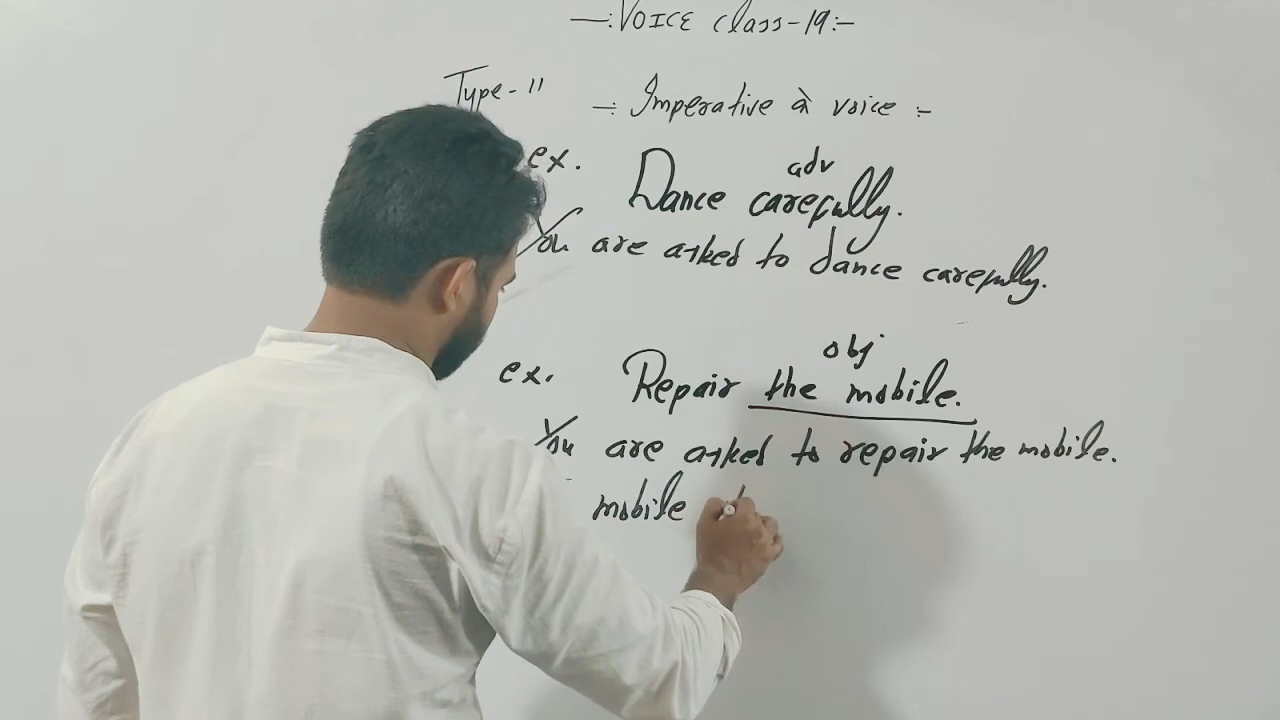 —:VOICE class-19:-
Type-11 -: Imperative à voice :-
adv
ex. Dance carefully.
You are asked to dance carefully.
obj
ex. Repair the mobile.
You are asked to repair the mobile.
mobile